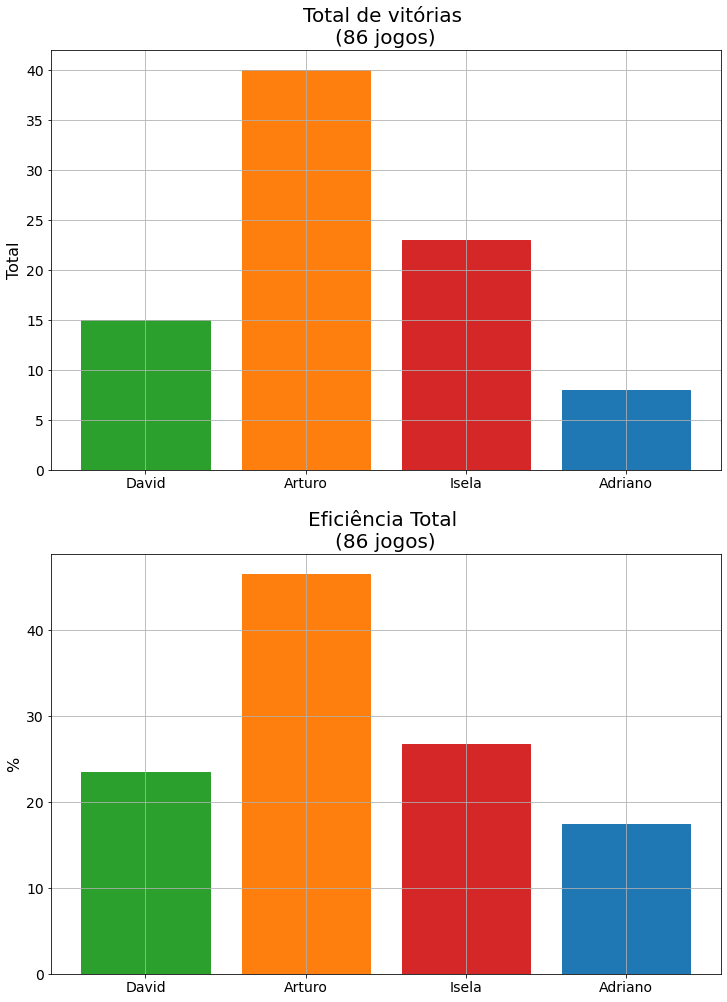 Total de vitórias
(86 jogos)
Total
40
35
30
25
20
15
10
5
0
David Arturo Isela Adriano
Eficiência Total
(86 jogos)
%
40
30
20
10
0
David Arturo Isela Adriano